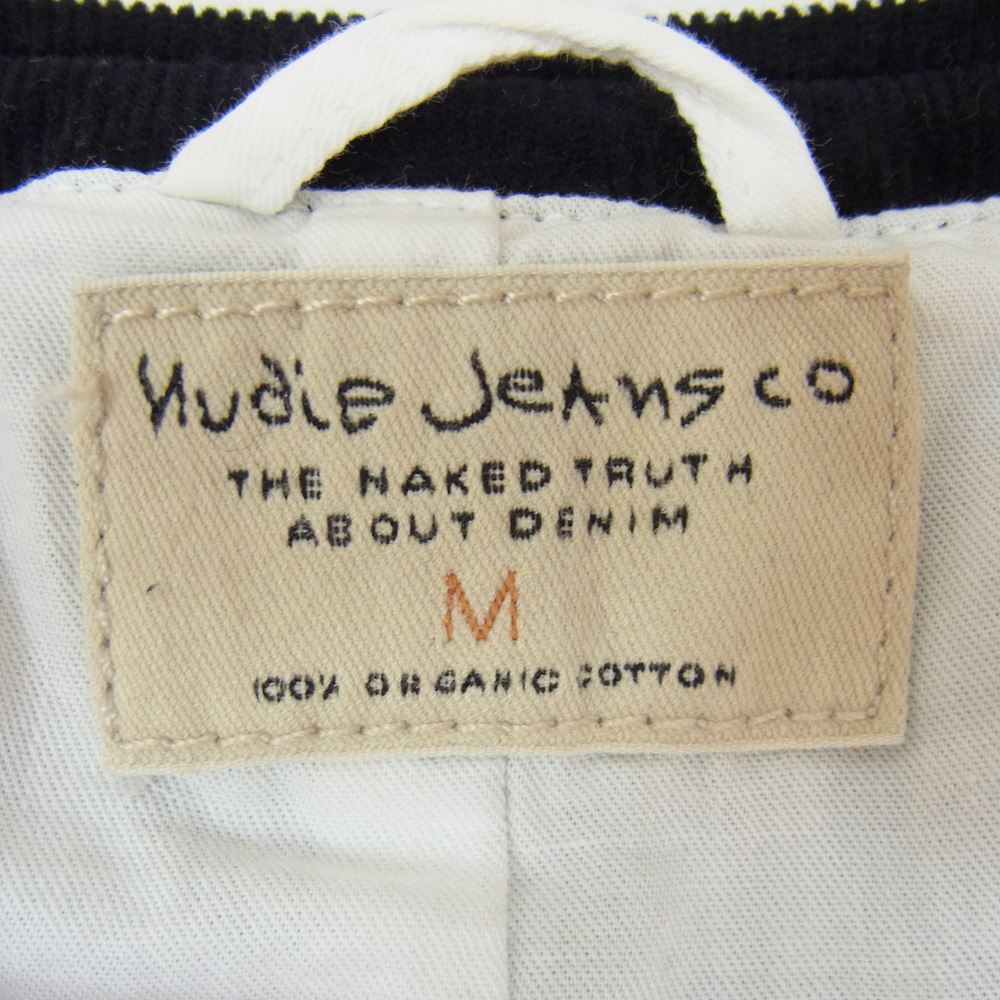 Nudie Jeans co
THE NAKED TRUTH
ABOUT DENIM
M
100% ORGANIC COTTON